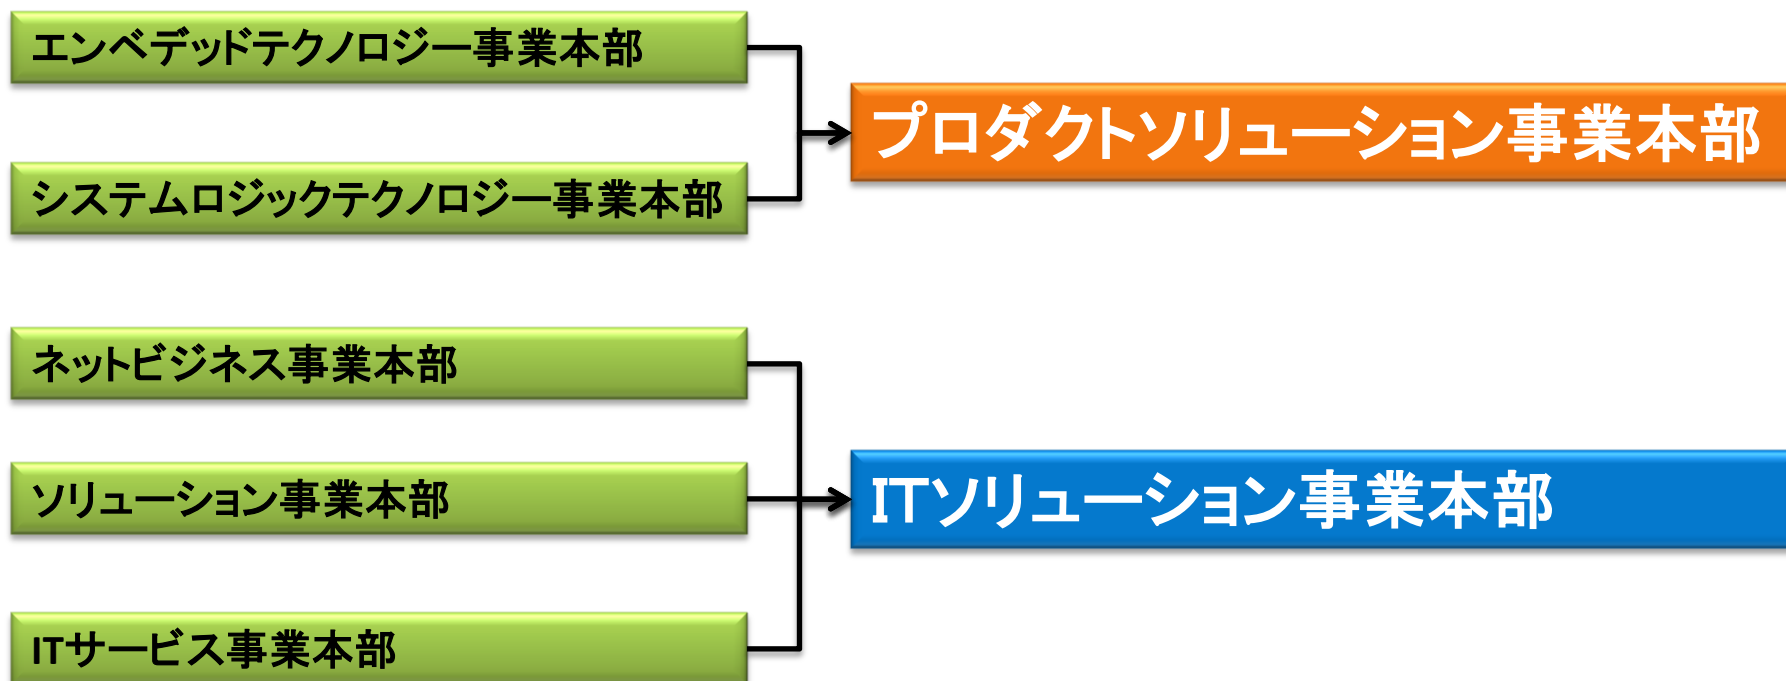 エンベデッドテクノロジー事業本部
システムロジックテクノロジー事業本部
プロダクトソリューション事業本部
ネットビジネス事業本部
ソリューション事業本部
ITサービス事業本部
ITソリューション事業本部